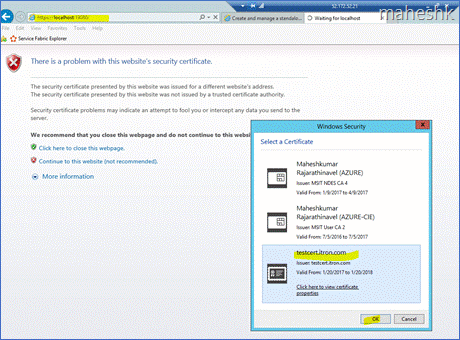 maheshk
52.172.52.21
https://localhost:19080/
Create and manage a standalo...
Waiting for localhost
File Edit View Favorites Tools Help
Service Fabric Explorer
There is a problem with this website's security certificate.
The security certificate presented by this website was issued for a different website's address.
The security certificate presented by this website was not issued by a trusted certificate authority.
Security certificate problems may indicate an attempt to fool you or intercept any data you send to the
server.
We recommend that you close this webpage and do not continue to this websit
Click here to close this webpage.
Continue to this website (not recommended).
More information
Windows Security
x
Select a Certificate
Maheshkumar
Rajarathinavel (AZURE)
Issuer: MSIT NDES CA 4
Valid From: 1/9/2017 to 4/9/2017
Maheshkumar
Rajarathinavel (AZURE-CIE)
Issuer: MSIT User CA 2
Valid From: 7/5/2016 to 7/5/2017
testcert.itron.com
Issuer: testcert.itron.com
Valid From: 1/20/2017 to 1/20/2018
Click here to view certificate
properties
OK
Cancel